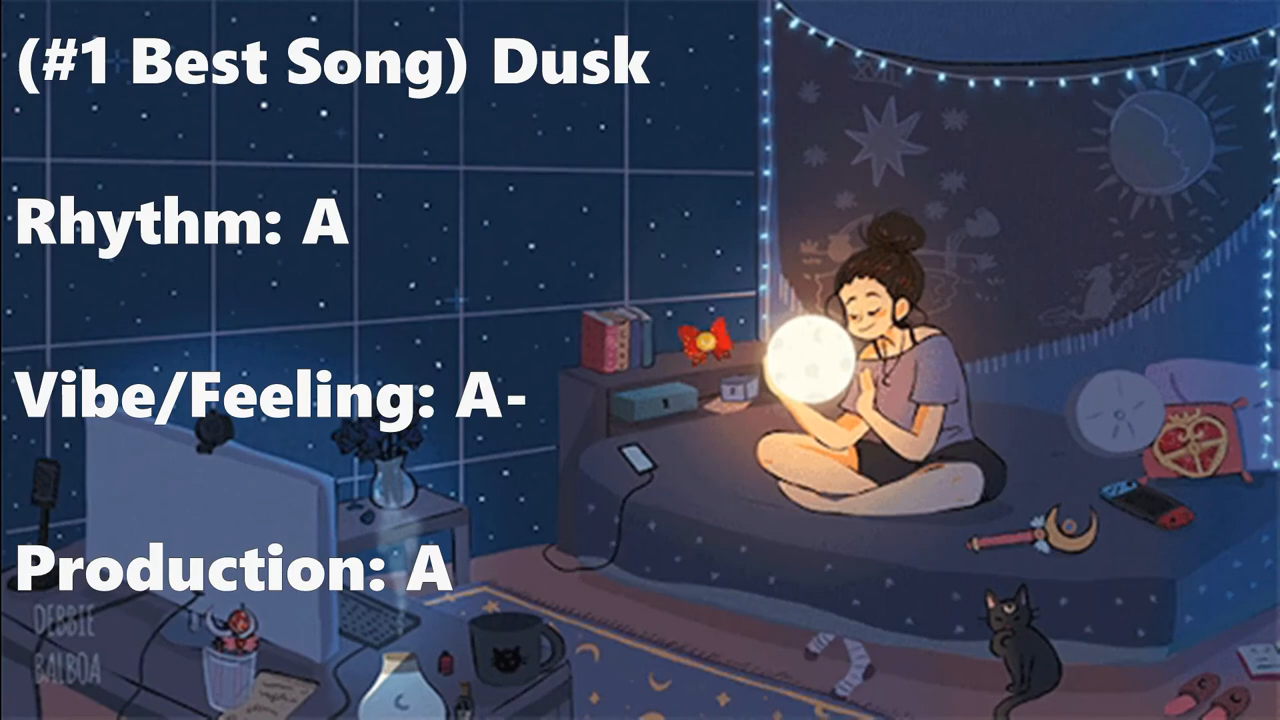 (#1 Best Song) Dusk
Rhythm: A
Vibe/Feeling: A-
Production: A
DEBBIE
BALBOA